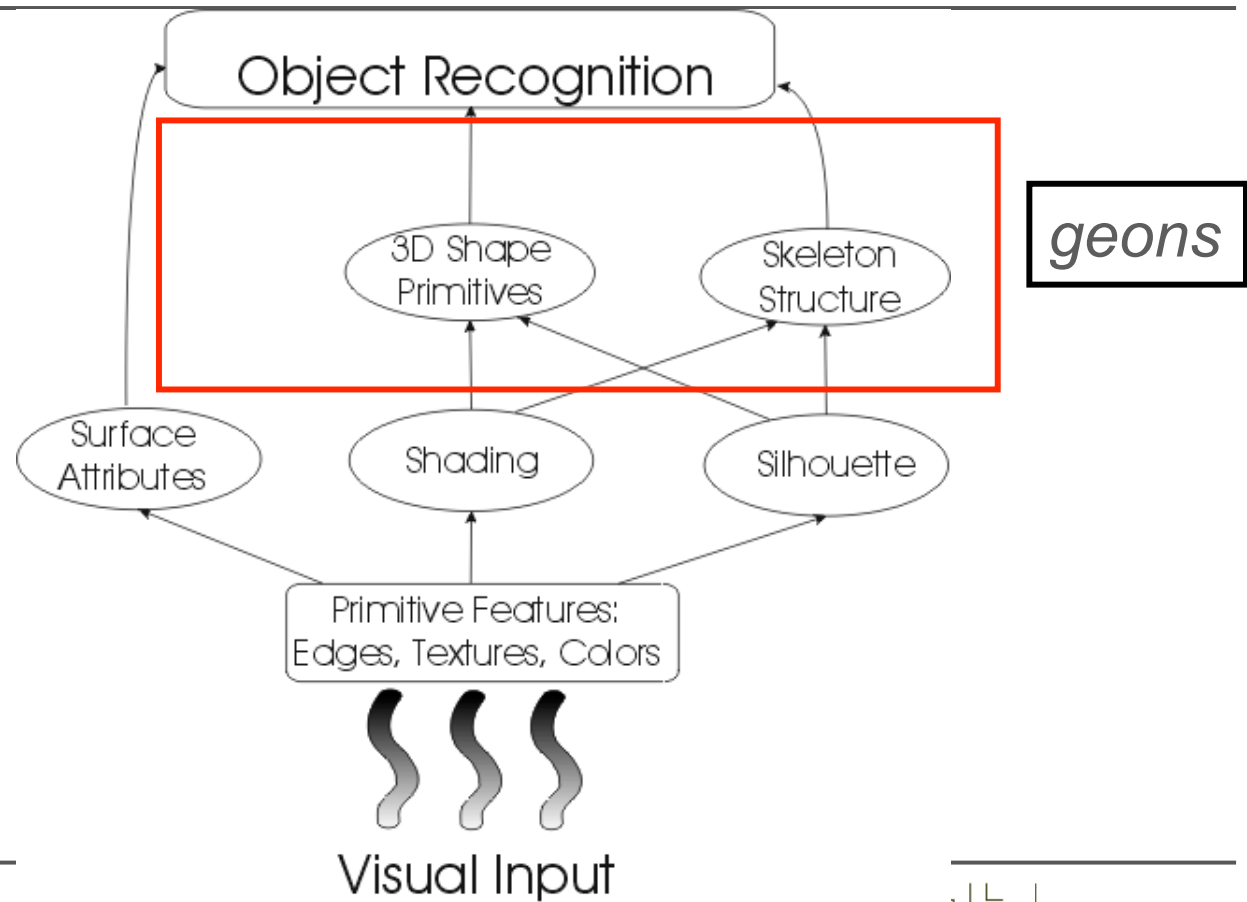 Object Recognition
3D Shape
Primitives
Skeleton
Structure
geons
Surface
Attributes
Shading
Silhouette
Primitive Features:
Edges, Textures, Colors
Visual Input